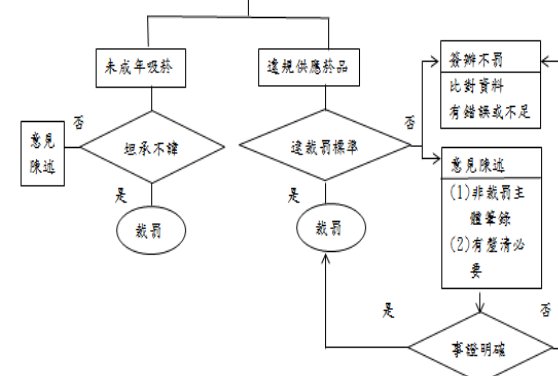 未成年吸菸
違規供應菸品
簽辦不罰
比對資料
有錯誤或不足
意見
陳述
否
坦承不諱
達裁罰標準
否
意見陳述
(1)非裁罰主
體筆錄
(2)有釐清必
要
是
裁罰
是
裁罰
是
事證明確
否